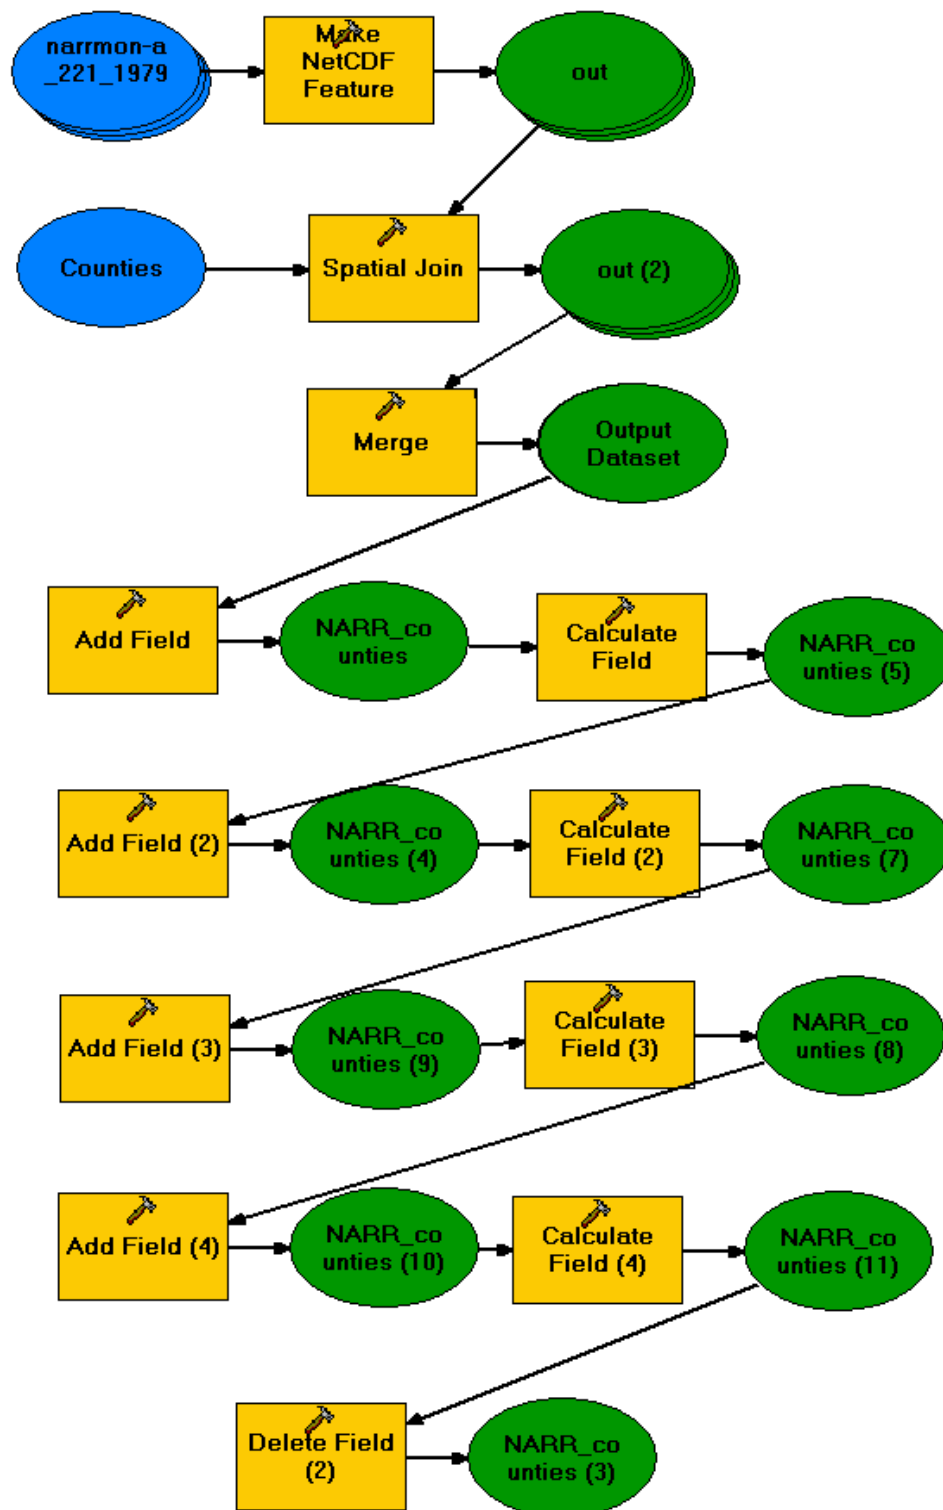 narrmon-a
_221_1979
Make
NetCDF
Feature
out
Counties
Spatial Join
out (2)
Merge
Output
Dataset
Add Field
NARR_co
unties
Calculate
Field
NARR_co
unties (5)
Add Field (2)
NARR_co
unties (4)
Calculate
Field (2)
NARR_co
unties (7)
Add Field (3)
NARR_co
unties (9)
Calculate
Field (3)
NARR_co
unties (8)
Add Field (4)
NARR_co
unties (10)
Calculate
Field (4)
NARR_co
unties (11)
Delete Field
(2)
NARR_co
unties (3)